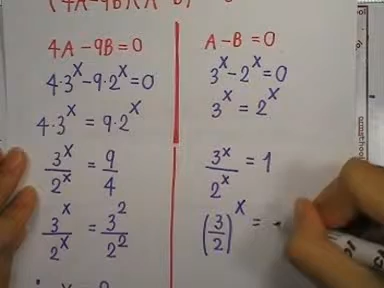 (4A-9B)(A-B)=0
4A-9B=0
4·3^x-9·2^x=0
4·3^x = 9·2^x
3^x/2^x = 9/4
3^x/2^x = 3^2/2^2
A-B=0
3^x-2^x=0
3^x = 2^x
3^x/2^x = 1
(3/2)^x =